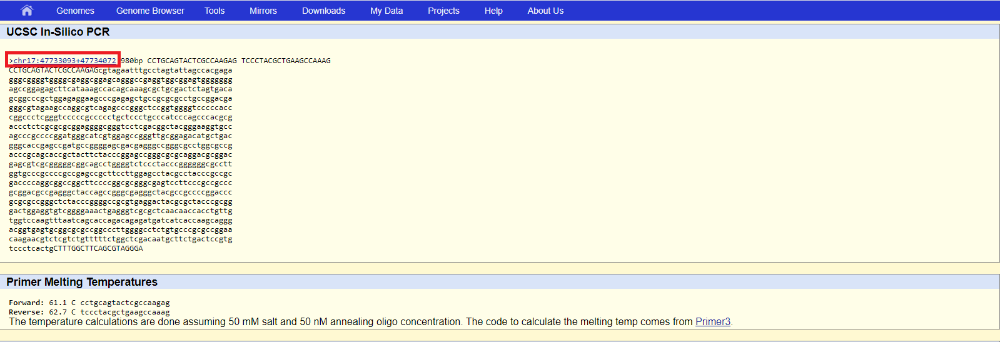 Genomes Genome Browser Tools Mirrors Downloads My Data Projects Help About Us
UCSC In-Silico PCR
>chr17:47733093+47734072 980bp CCTGCAGTACTCGCCAAGAG TCCCTACGCTGAAGCCAAAG
CCTGCAGTACTCGCCAAGAGcgtagaatttgcctagtattagccacgaga
gggcggggtggggcgaggcggagcagggccgaggtggcggagtggggggg
agccggagagcttcataaagccacagcaaagcgctgcgactctagtgaca
gcggcccgctggagaggaagcccgagagctgccgcgcgcctgccggacga
gggcgtagaagccaggcgtcagagcccgggctccggtggggtcccccacc
cggccctcgggtcccccgccccctgctccctgcccatcccagcccacgcg
accctctcgcgcgcggaggggcgggtcctcgacggctacgggaaggtgcc
agcccgccccggatgggcatcgtggagccgggttgcggagacatgctgac
gggcaccgagccgatgccggggagcgacgagggccgggcgcctggcgccg
acccgcagcaccgctacttctacccggagccgggcgcgcaggacgcggac
gagcgtcgcgggggcggcagcctggggtctccctacccggggggcgcctt
ggtgcccgccccgccgagccgcttccttggagcctacgcctacccgccgc
gaccccaggcggccggcttccccggcgcgggcgagtccttcccgccgccc
gcggacgccgagggctaccagccgggcgagggctacgccgccccggaccc
gcgcgccgggctctacccggggccgcgtgaggactacgcgctacccgcgg
gactggaggtgtcggggaaactgagggtcgcgctcaacaaccacctgttg
tggtccaagtttaatcagcaccagacagagatgatcatcaccaagcaggg
acggtgagtgcggcgcgccggcccttggggcctctgtgcccgcgccggaa
caagaacgtctcgtctgtttttctggctcgacaatgcttctgactccgtg
tccctcactgCTTTGGCTTCAGCGTAGGGA
Primer Melting Temperatures
Forward: 61.1 C cctgcagtactcgccaagag
Reverse: 62.7 C tccctacgctgaagccaaag
The temperature calculations are done assuming 50 mM salt and 50 nM annealing oligo concentration. The code to calculate the melting temp comes from Primer3.